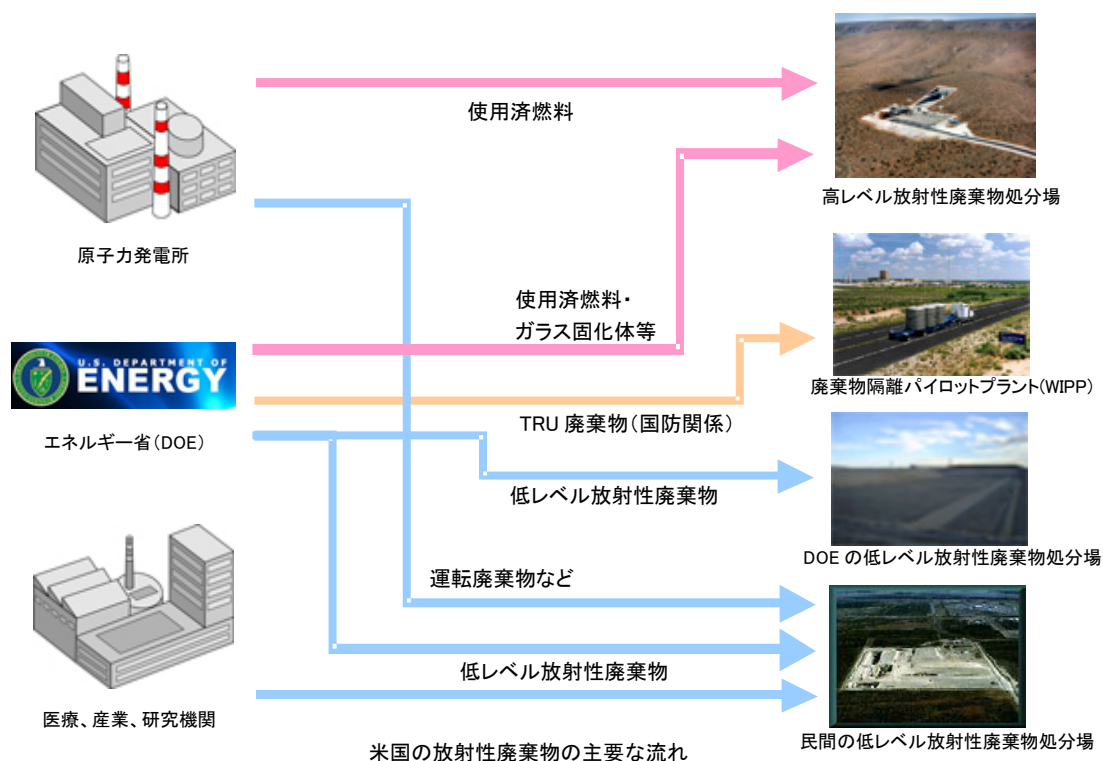 使用済燃料
高レベル放射性廃棄物処分場
原子力発電所
使用済燃料・
ガラス固化体等
U.S. DEPARTMENT OF
ENERGY
廃棄物隔離パイロットプラント(WIPP)
TRU 廃棄物(国防関係)
エネルギー省(DOE)
低レベル放射性廃棄物
DOE の低レベル放射性廃棄物処分場
運転廃棄物など
低レベル放射性廃棄物
医療、産業、研究機関
民間の低レベル放射性廃棄物処分場
米国の放射性廃棄物の主要な流れ